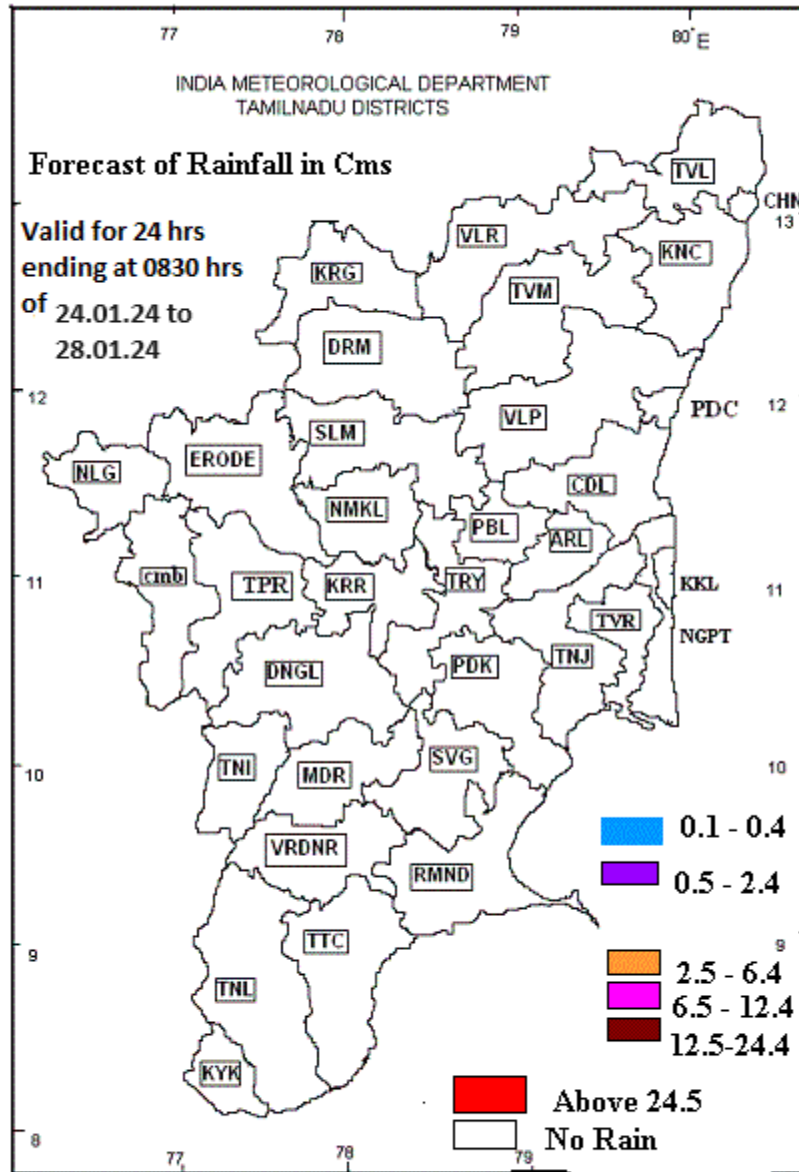 77 78 79 80°E
INDIA METEOROLOGICAL DEPARTMENT
TAMILNADU DISTRICTS
Forecast of Rainfall in Cms
TVL
CHN
13
Valid for 24 hrs
ending at 0830 hrs
of 24.01.24 to
28.01.24
VLR
KNC
KRG
TVM
DRM
12
PDC
12
VLP
SLM
ERODE
NLG
CDL
NMKL
PBL
ARL
11
cmb
TPR
KRR
TRY
KKL
11
TVR
NGPT
DNGL
PDK
TNJ
10
TNI
MDR
SVG
10
VRDNR
RMND
0.1 - 0.4
0.5 - 2.4
9
TTC
9
TNL
2.5 - 6.4
6.5 - 12.4
12.5-24.4
KYK
Above 24.5
No Rain
8
77 78 79